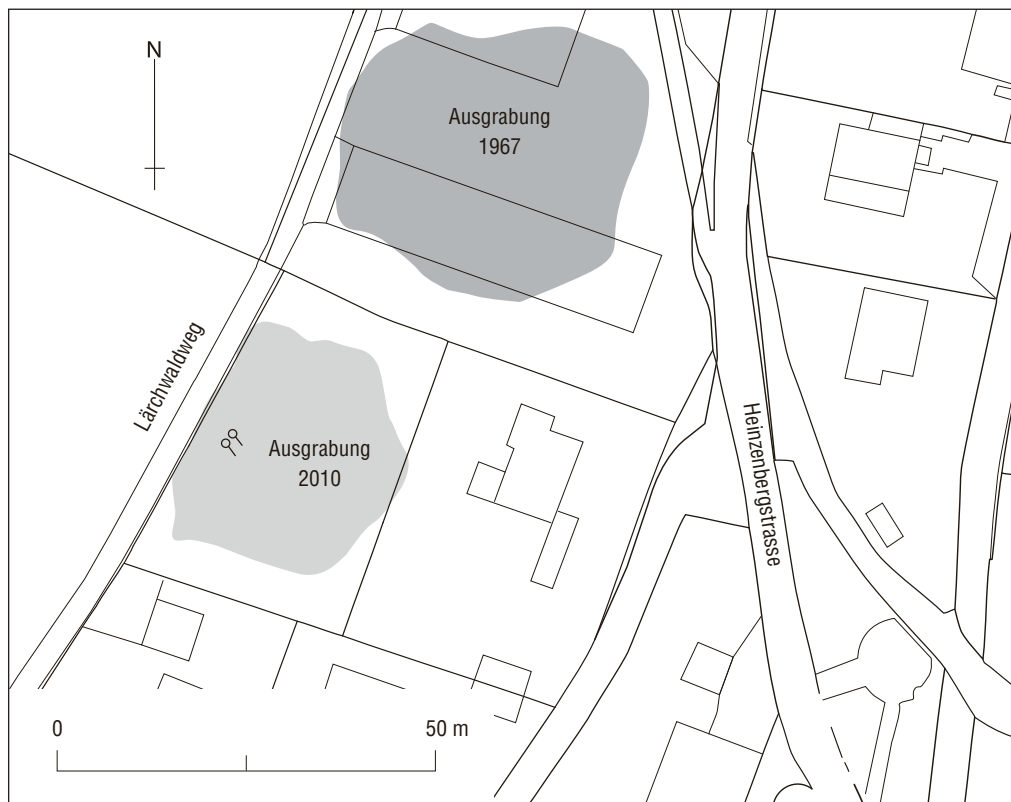 N
Ausgrabung
1967
Lärchwaldweg
Ausgrabung
2010
Heinzenbergstrasse
0
50 m